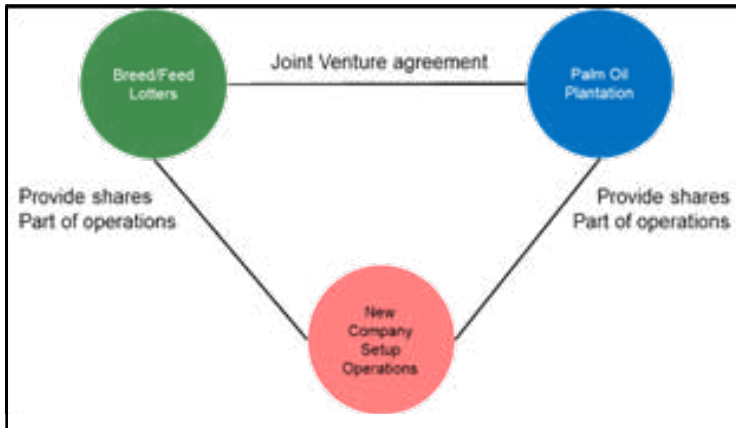 Breed/Feed
Lotters
Joint Venture agreement
Palm Oil
Plantation
Provide shares
Part of operations
Provide shares
Part of operations
New
Company
Setup
Operations